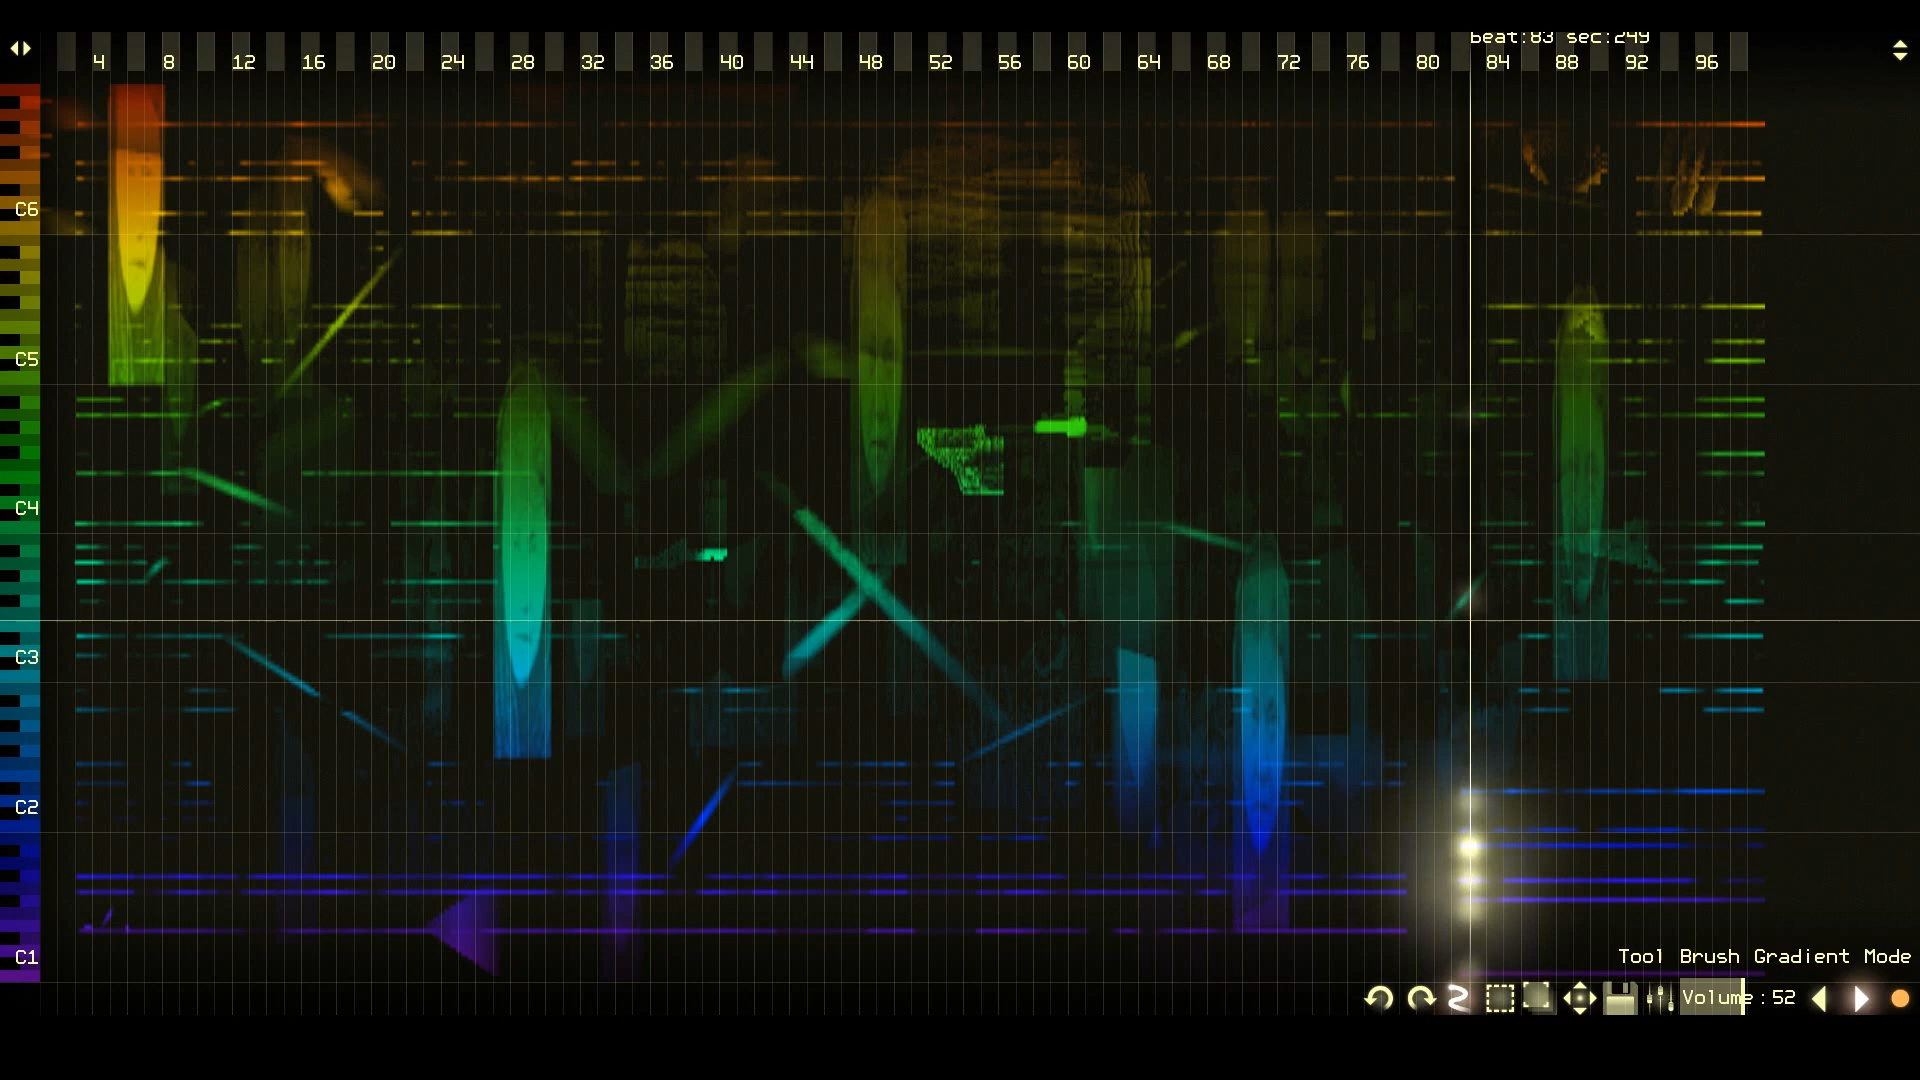 beat:83 sec:249
4 8 12 16 20 24 28 32 36 40 44 48 52 56 60 64 68 72 76 80 84 88 92 96
C6
C5
C4
C3
C2
C1
Tool Brush Gradient Mode
Volume:52